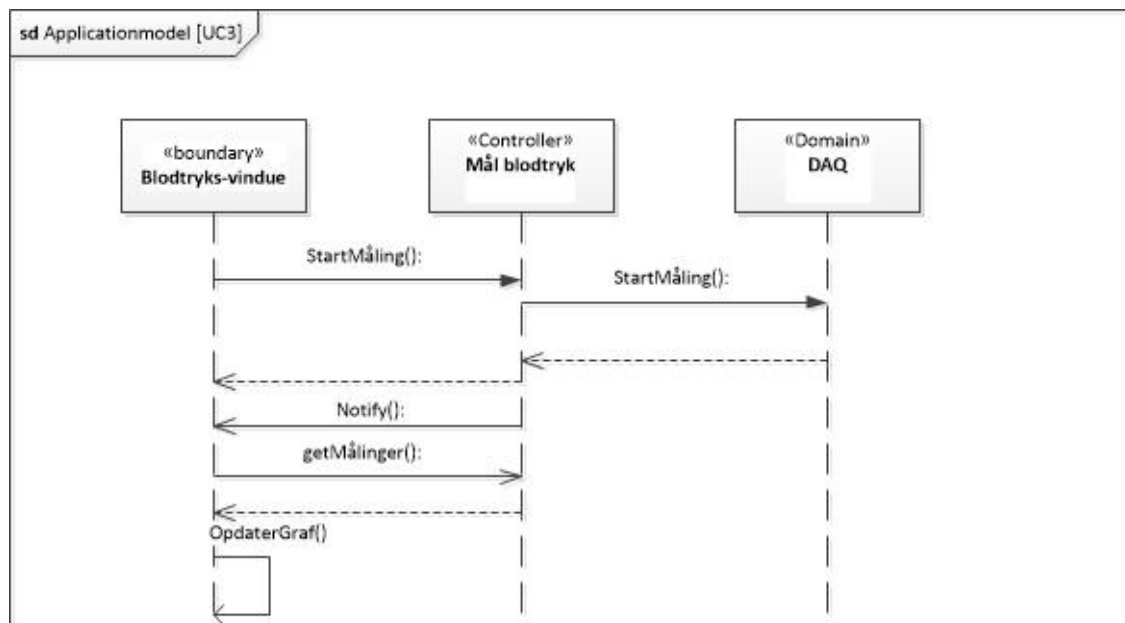 sd Applicationmodel [UC3]
«boundary»
Blodtryks-vindue
«Controller»
Mål blodtryk
«Domain»
DAQ
StartMåling():
StartMåling():
Notify():
getMålinger():
OpdaterGraf()